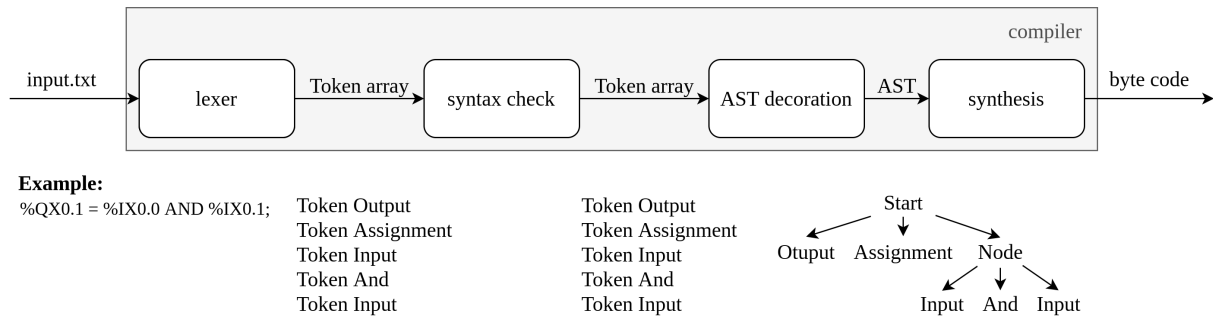 compiler
input.txt
lexer
Token array
syntax check
Token array
AST decoration
AST
synthesis
byte code
Example:
%QX0.1 = %IX0.0 AND %IX0.1;
Token Output
Token Assignment
Token Input
Token And
Token Input
Token Output
Token Assignment
Token Input
Token And
Token Input
Start
Otuput Assignment Node
Input And Input